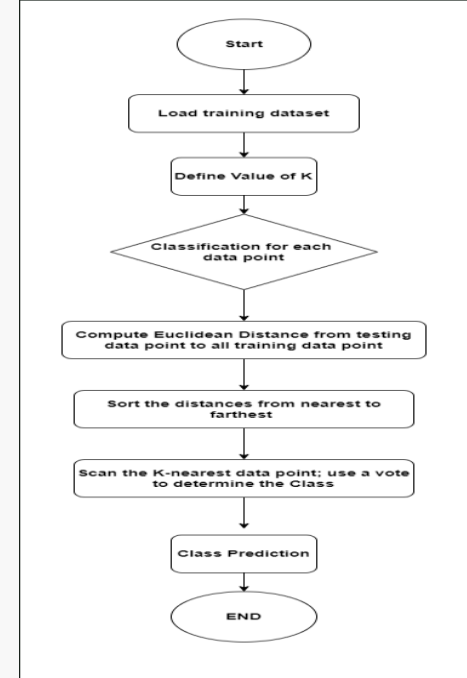 Start
Load training dataset
Define Value of K
Classification for each
data point
Compute Euclidean Distance from testing
data point to all training data point
Sort the distances from nearest to
farthest
Scan the K-nearest data point; use a vote
to determine the Class
Class Prediction
END